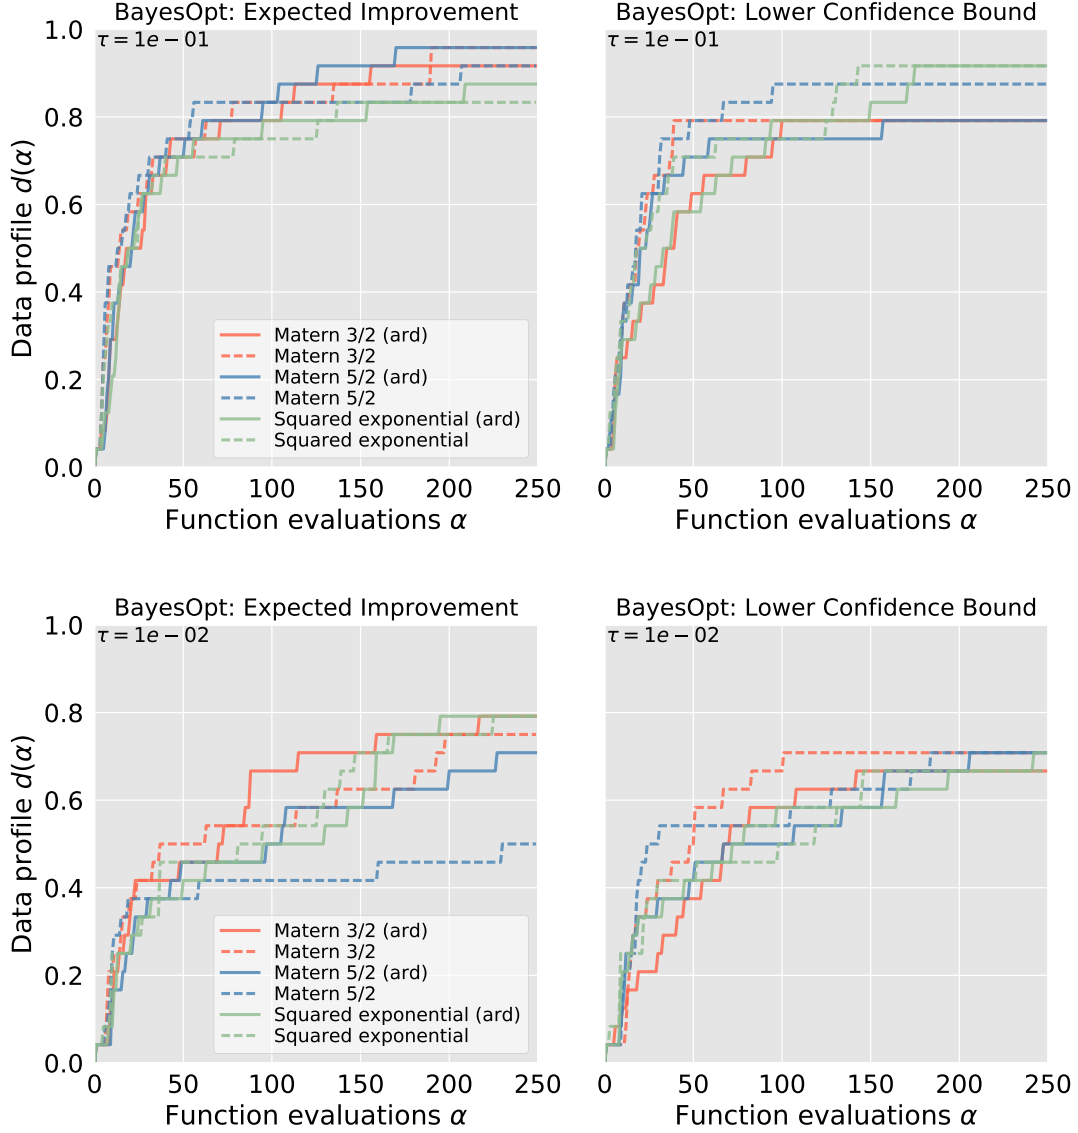 BayesOpt: Expected Improvement
τ = 1e − 01
1.0
0.8
0.6
0.4
0.2
0.0
Data profile d(α)
Matern 3/2 (ard)
Matern 3/2
Matern 5/2 (ard)
Matern 5/2
Squared exponential (ard)
Squared exponential
0 50 100 150 200 250
Function evaluations α
BayesOpt: Lower Confidence Bound
τ = 1e − 01
0 50 100 150 200 250
Function evaluations α
BayesOpt: Expected Improvement
τ = 1e − 02
1.0
0.8
0.6
0.4
0.2
0.0
Data profile d(α)
Matern 3/2 (ard)
Matern 3/2
Matern 5/2 (ard)
Matern 5/2
Squared exponential (ard)
Squared exponential
0 50 100 150 200 250
Function evaluations α
BayesOpt: Lower Confidence Bound
τ = 1e − 02
0 50 100 150 200 250
Function evaluations α